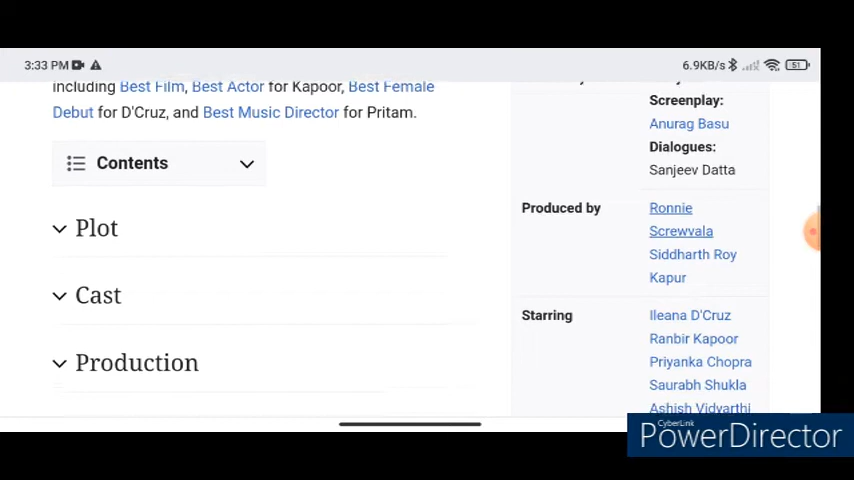 3:33 PM
6.9KB/s
51
including Best Film, Best Actor for Kapoor, Best Female
Debut for D'Cruz, and Best Music Director for Pritam.
Contents
Plot
Cast
Production
Screenplay:
Anurag Basu
Dialogues:
Sanjeev Datta
Produced by
Ronnie
Screwvala
Siddharth Roy
Kapur
Starring
Ileana D'Cruz
Ranbir Kapoor
Priyanka Chopra
Saurabh Shukla
Ashish Vidyarthi
CyberLink
PowerDirector